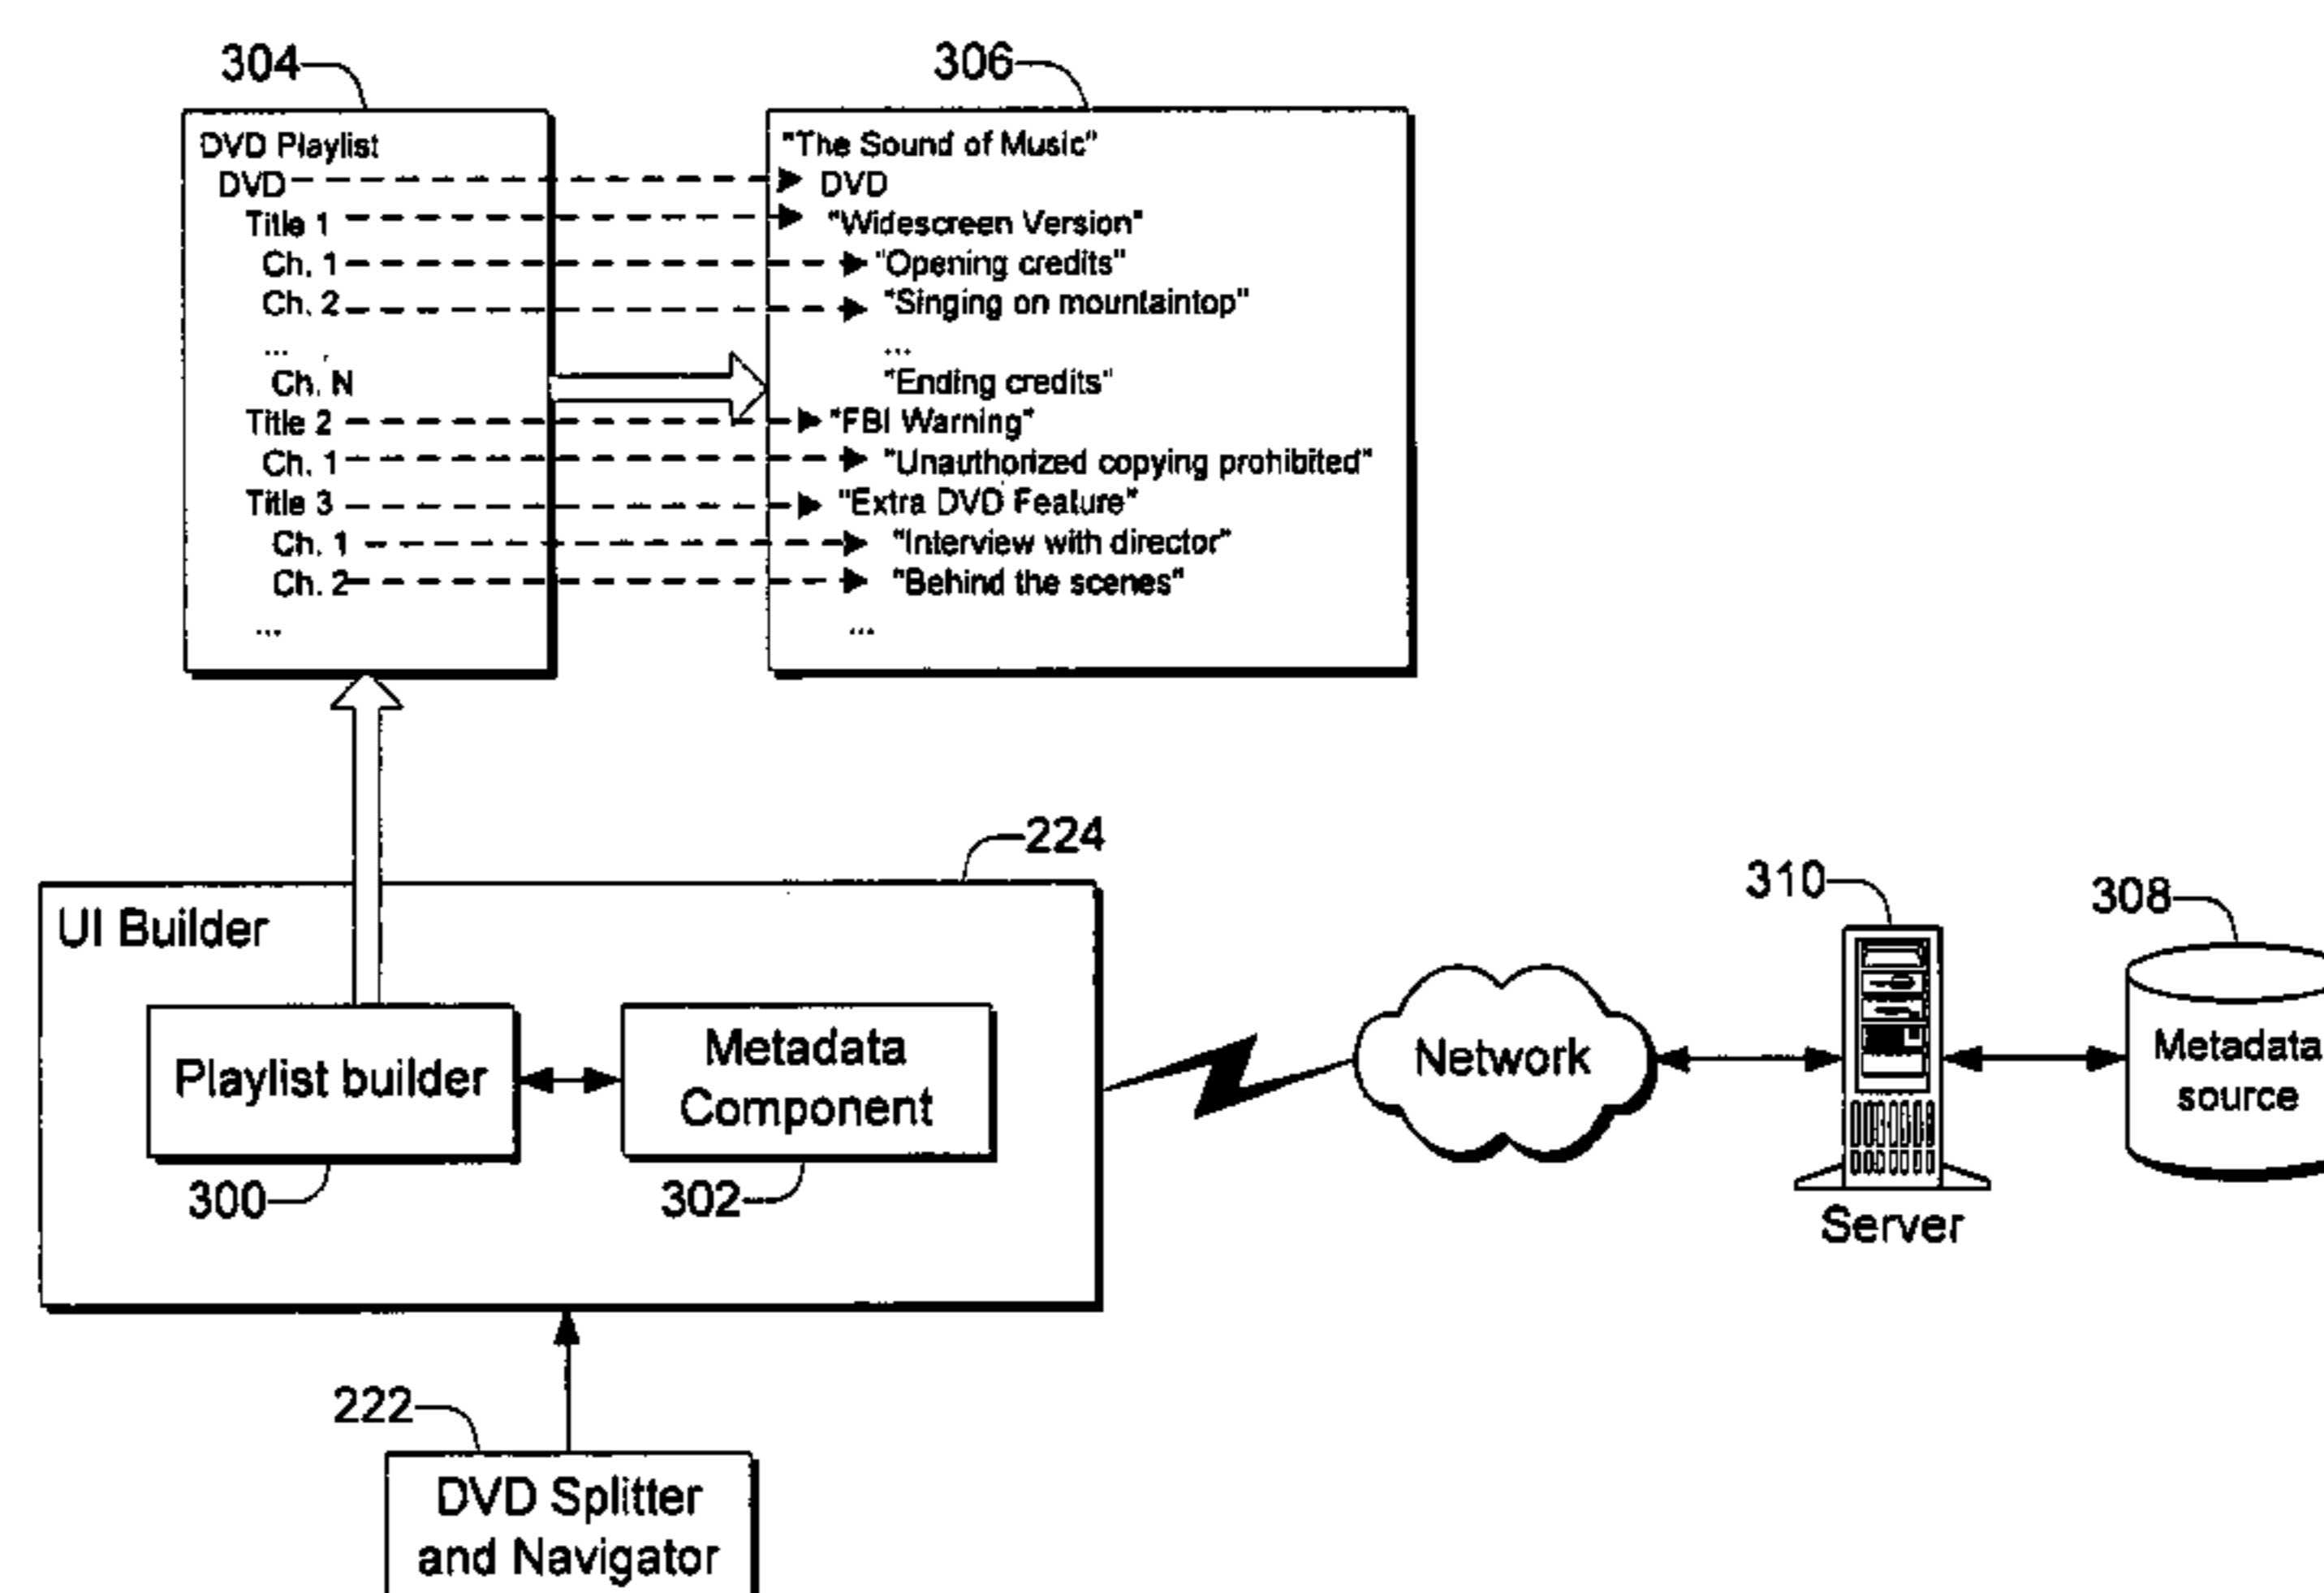 304
306
DVD Playlist
DVD
Title 1
Ch. 1
Ch. 2
...
Ch. N
Title 2
Ch. 1
Title 3
Ch. 1
Ch. 2
...
"The Sound of Music"
DVD
"Widescreen Version"
"Opening credits"
"Singing on mountaintop"
...
"Ending credits"
"FBI Warning"
"Unauthorized copying prohibited"
"Extra DVD Feature"
"Interview with director"
"Behind the scenes"
...
224
UI Builder
Playlist builder
300
Metadata
Component
302
Network
310
Server
308
Metadata
source
222
DVD Splitter
and Navigator